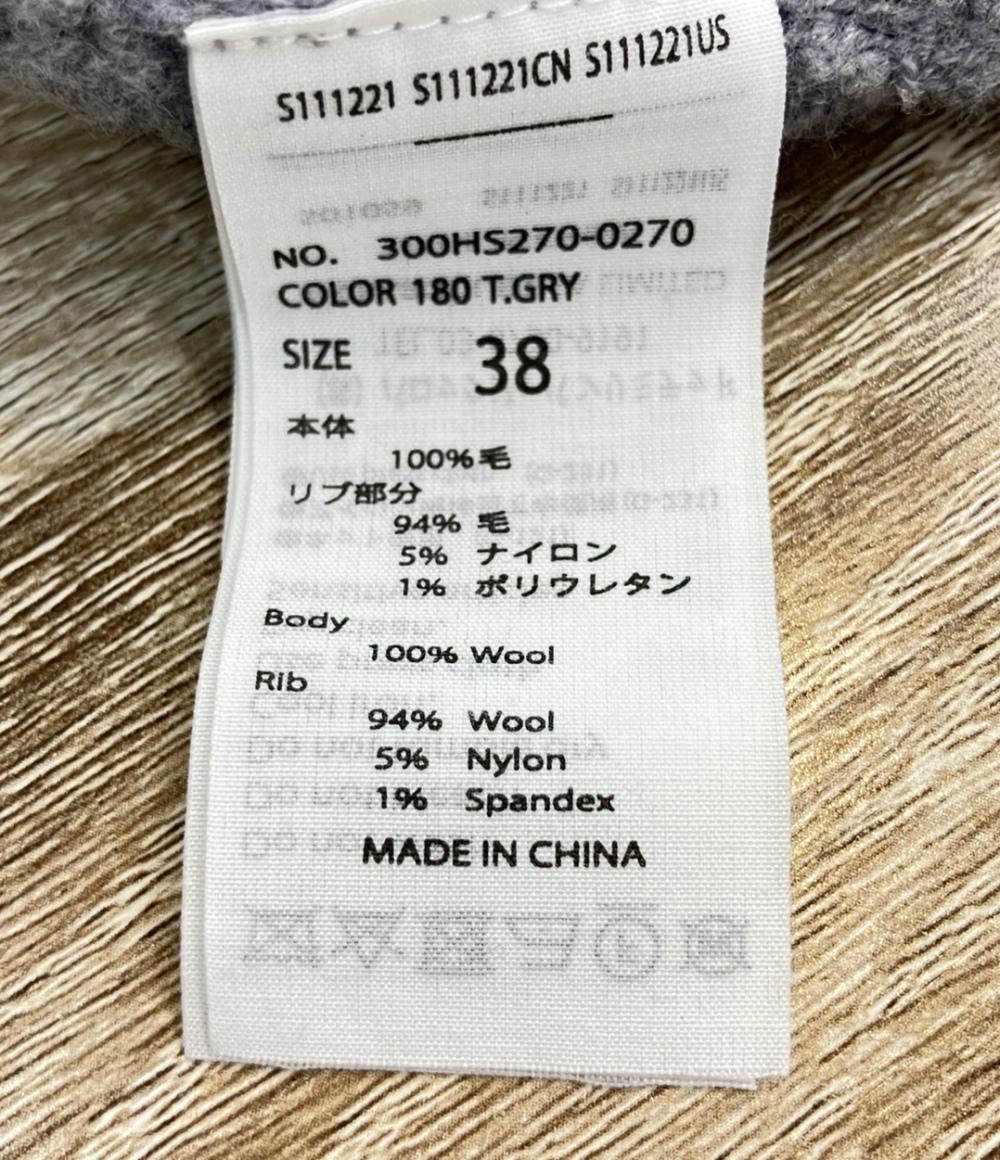 S111221 S111221CN S111221US
NO. 300HS270-0270
COLOR 180 T.GRY
SIZE 38
本体
100% 毛
リブ部分
94% 毛
5% ナイロン
1% ポリウレタン
Body
100% Wool
Rib
94% Wool
5% Nylon
1% Spandex
MADE IN CHINA